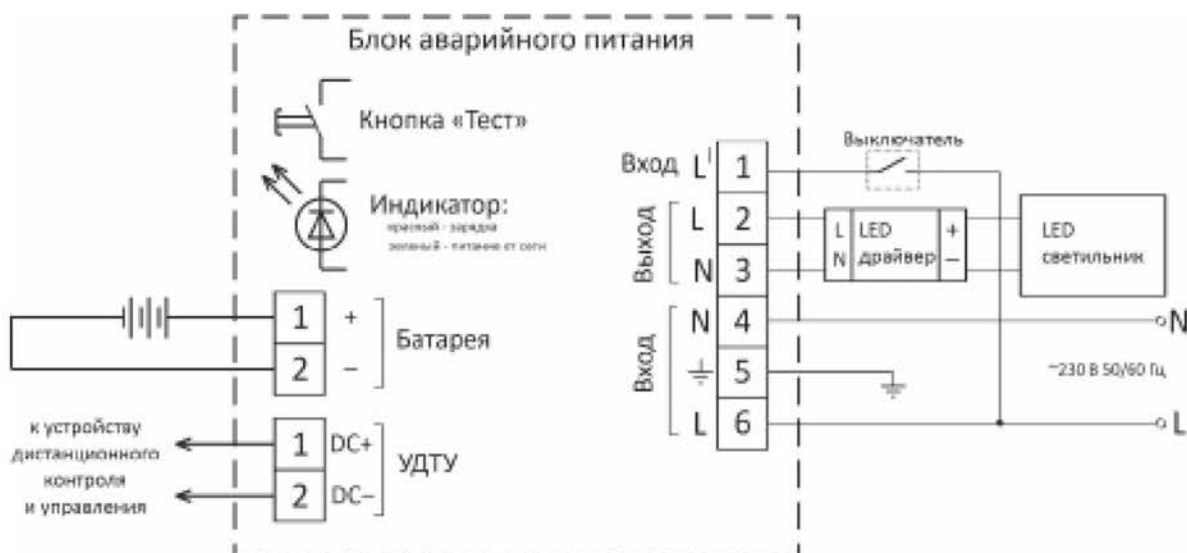 Блок аварийного питания
Кнопка «Тест»
Индикатор:
красный - зарядка
зеленый - питание от сети
1 +
2 –
Батарея
к устройству
дистанционного
контроля
и управления
1 DC+
2 DC–
УДТУ
Вход L' 1
Выход
L 2
N 3
Вход
N 4
5
L 6
Выключатель
L LED +
N драйвер –
LED
светильник
N
~230 В 50/60 Гц
L